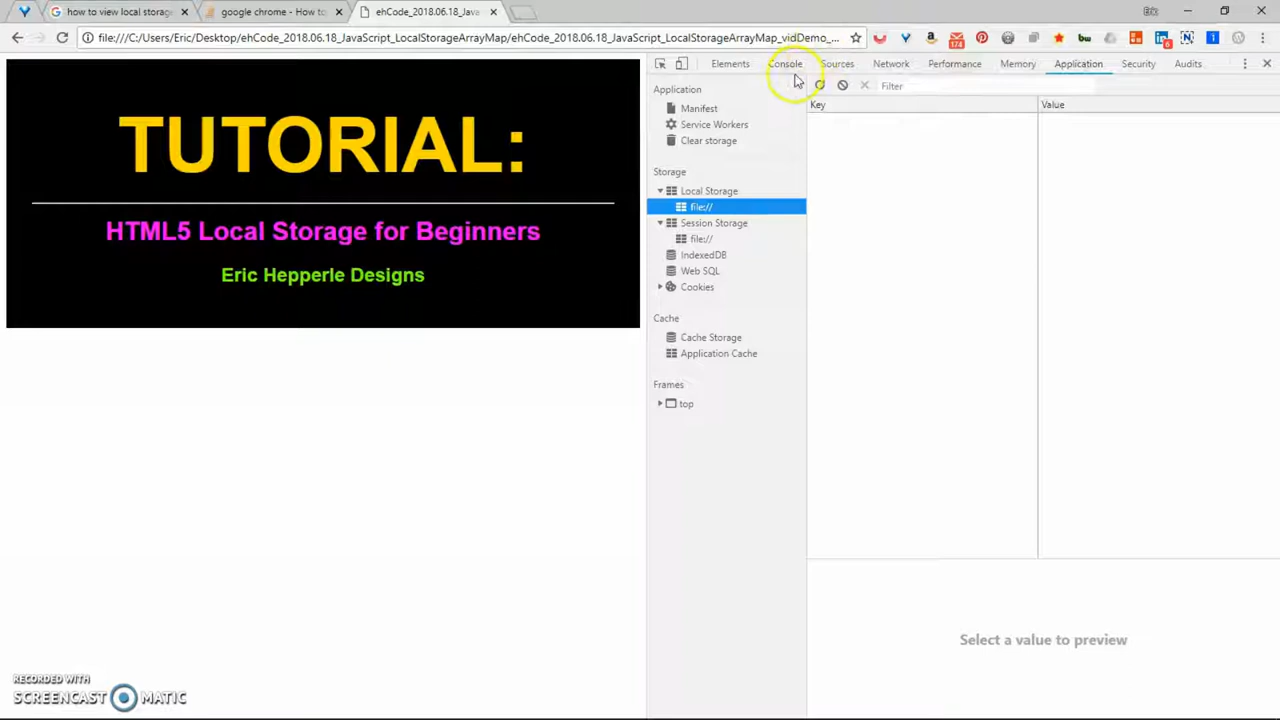 how to view local storag
google chrome - How to
ehCode_2018.06.18_Java
file:///C:/Users/Eric/Desktop/ehCode_2018.06.18_JavaScript_LocalStorageArrayMap/ehCode_2018.06.18_JavaScript_LocalStorageArrayMap_vidDemo_...
174
TUTORIAL:
HTML5 Local Storage for Beginners
Eric Hepperle Designs
Elements Console Sources Network Performance Memory Application Security Audits
Filter
Application
Manifest
Service Workers
Clear storage
Storage
Local Storage
file://
Session Storage
file://
IndexedDB
Web SQL
Cookies
Cache
Cache Storage
Application Cache
Frames
top
Key Value
Select a value to preview
RECORDED WITH
SCREENCAST MATIC